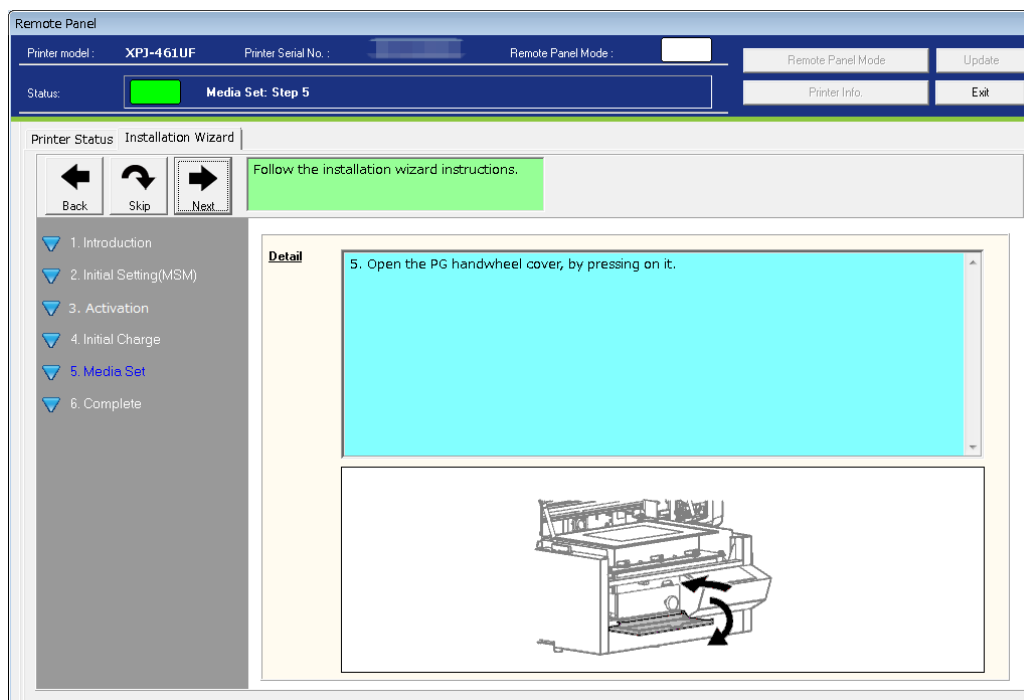 Remote Panel
Printer model : XPJ-461UF Printer Serial No. : Remote Panel Mode :
Remote Panel Mode Update
Status: Media Set: Step 5
Printer Info. Exit
Printer Status Installation Wizard
Back Skip Next
Follow the installation wizard instructions.
1. Introduction
2. Initial Setting(MSM)
3. Activation
4. Initial Charge
5. Media Set
6. Complete
Detail
5. Open the PG handwheel cover, by pressing on it.